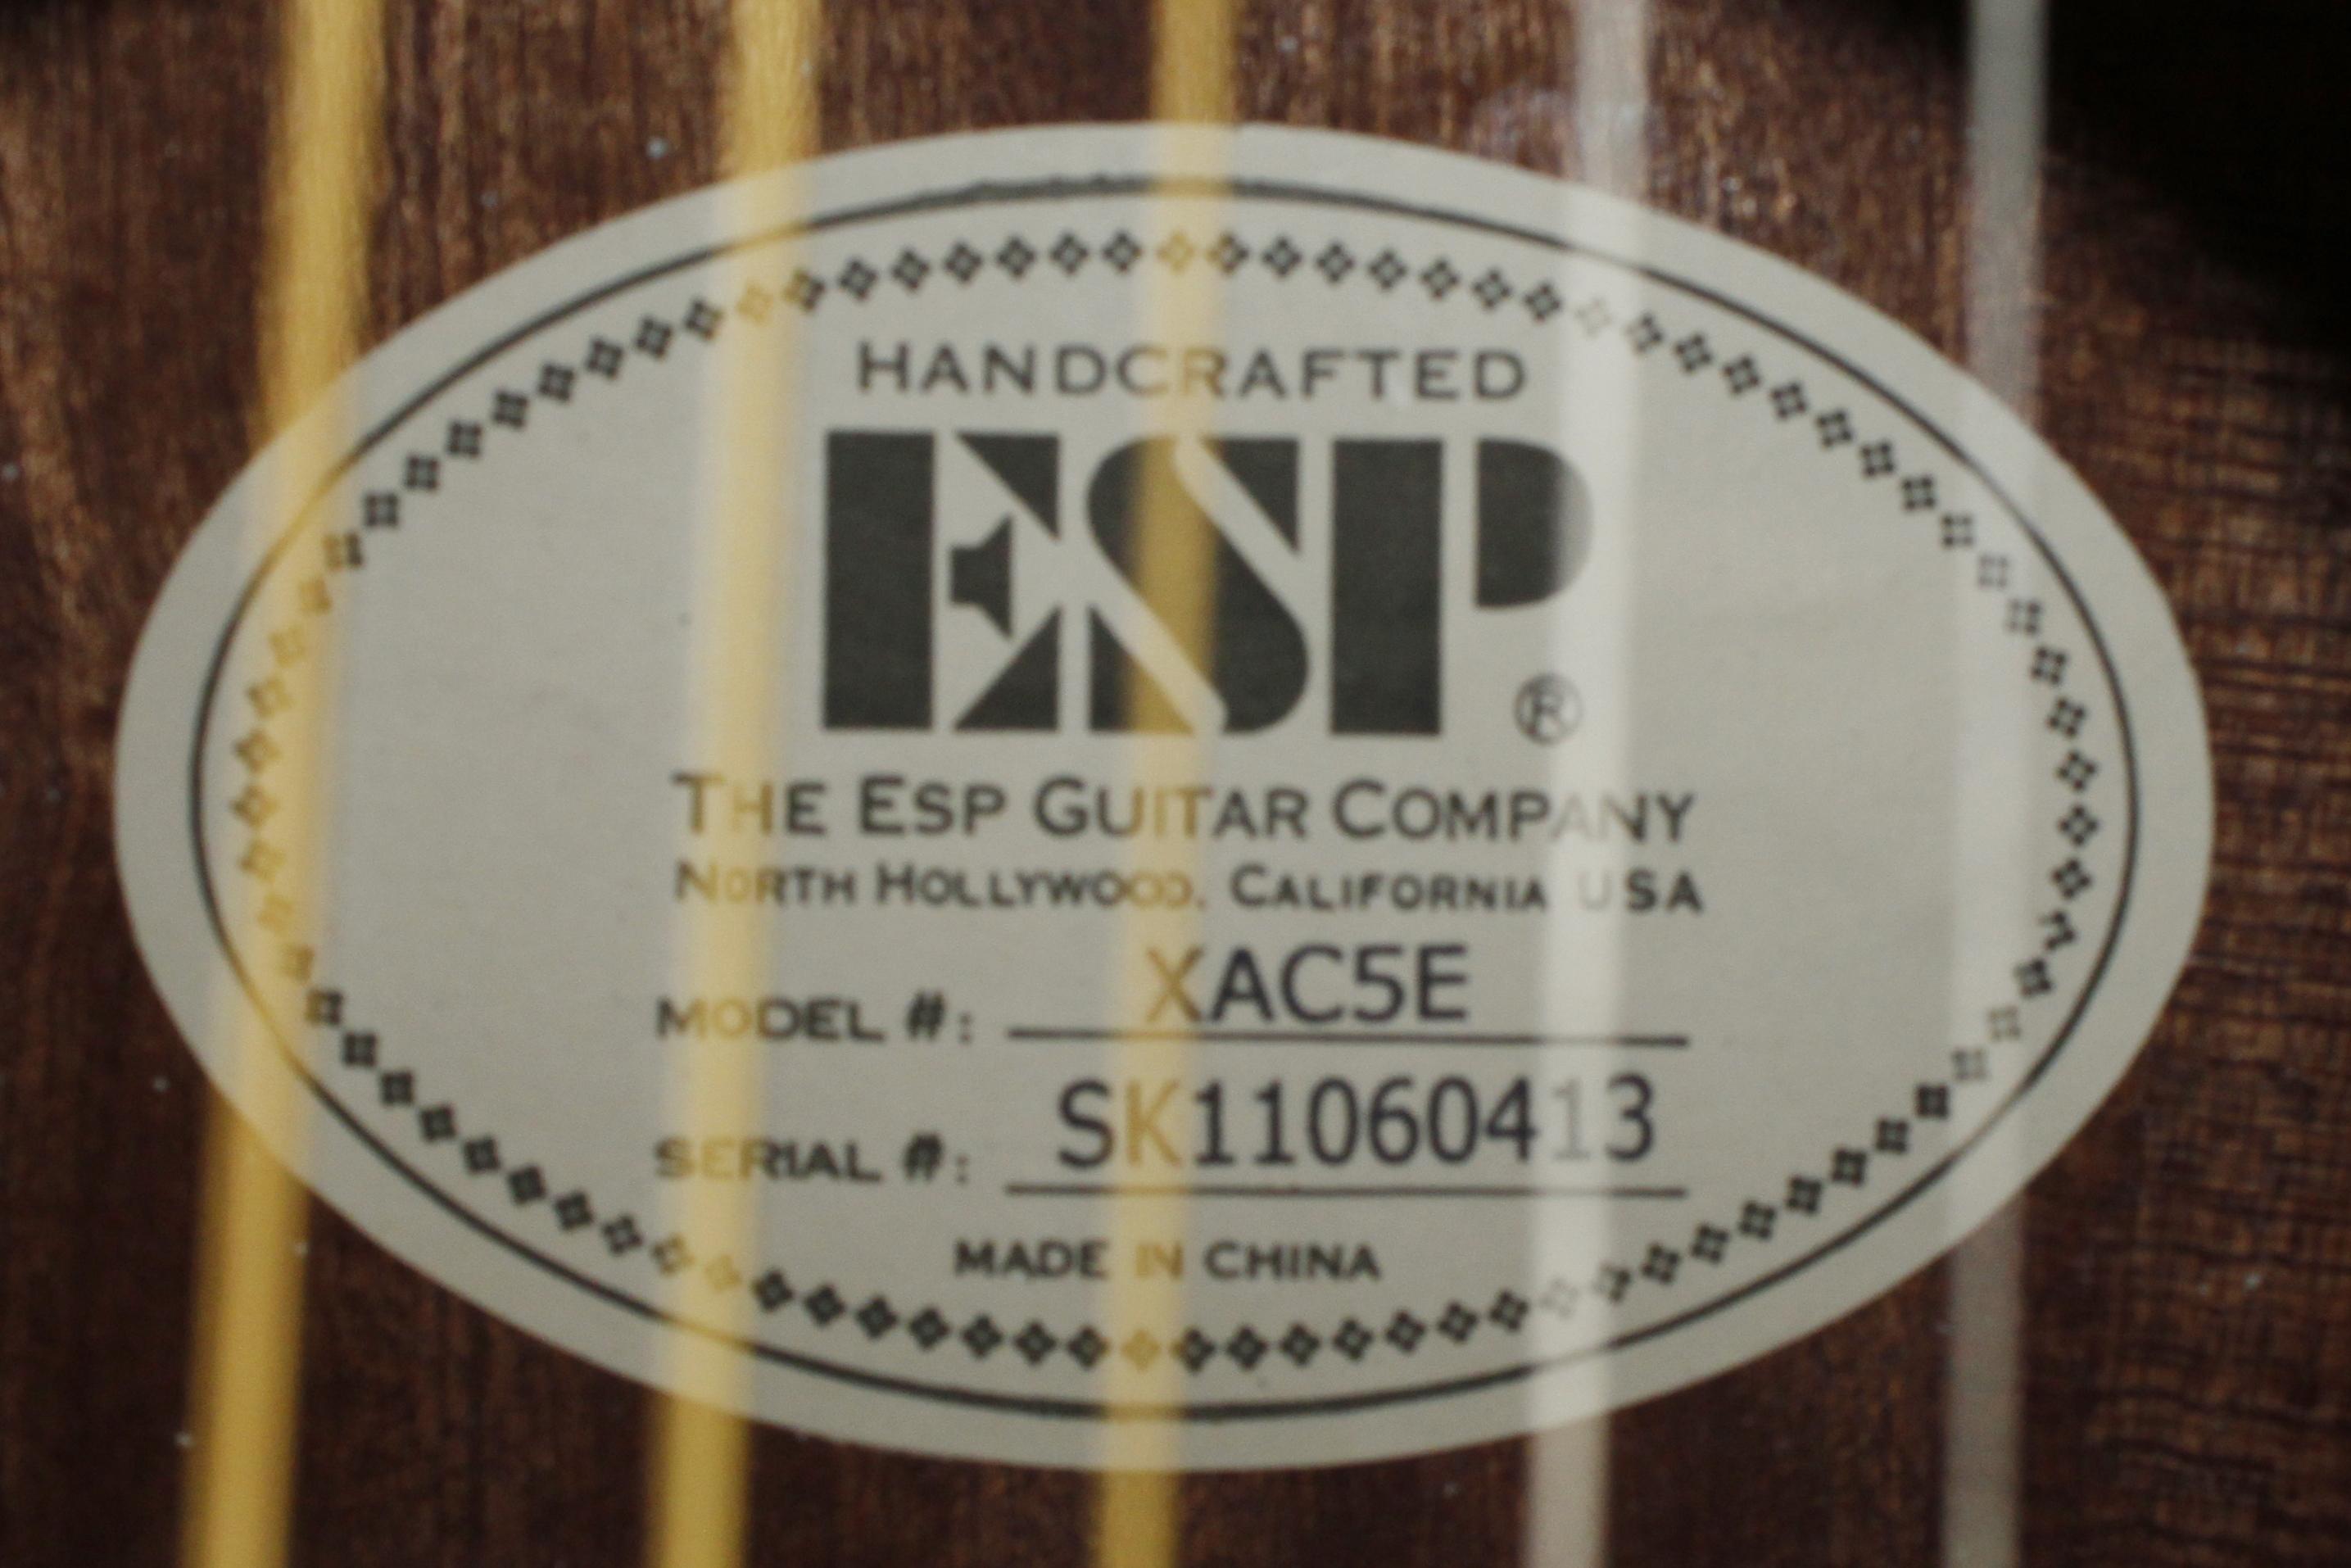 HANDCRAFTED
ESP®
THE ESP GUITAR COMPANY
NORTH HOLLYWOOD, CALIFORNIA USA
MODEL #: XAC5E
SERIAL #: SK11060413
MADE IN CHINA